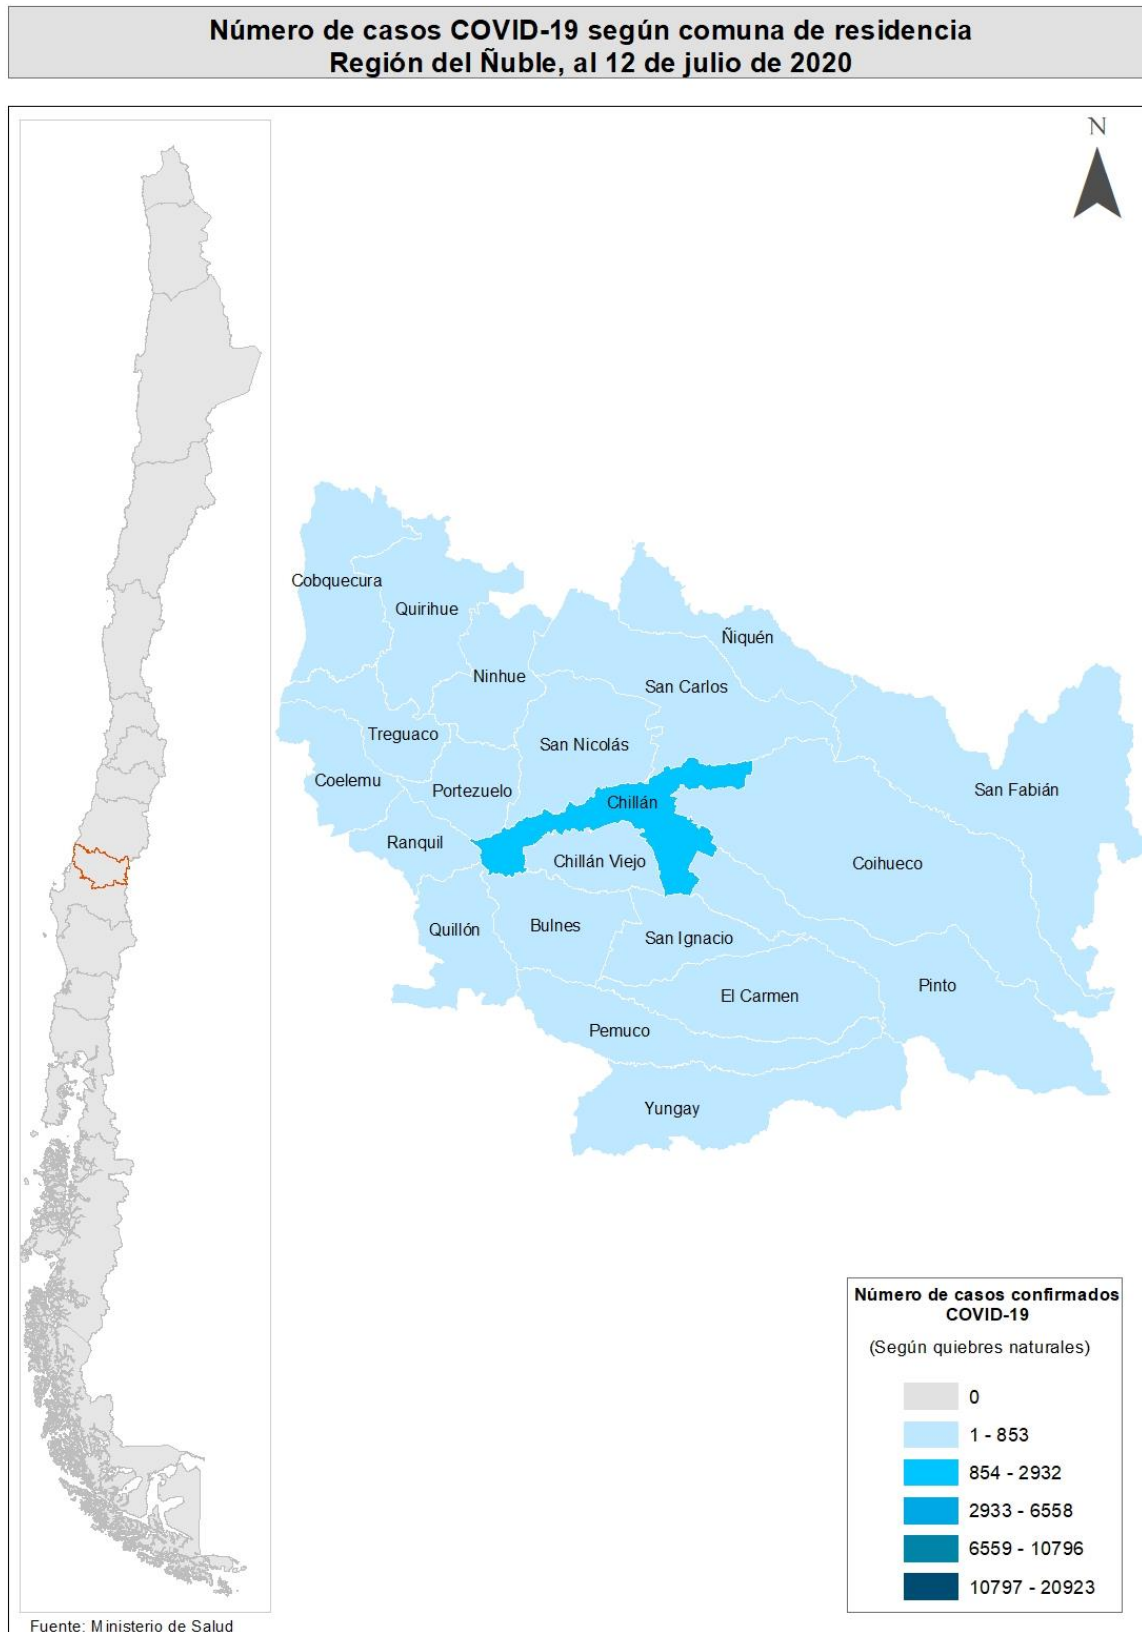 Número de casos COVID-19 según comuna de residencia
Región del Ñuble, al 12 de julio de 2020
N
Cobquecura
Quirihue
Ñiquén
Ninhue
San Carlos
Treguaco
San Nicolás
Coelemu
Portezuelo
Chillán
San Fabián
Ranquil
Chillán Viejo
Coihueco
Quillón
Bulnes
San Ignacio
Pinto
El Carmen
Pemuco
Yungay
Número de casos confirmados
COVID-19
(Según quiebres naturales)
0
1 - 853
854 - 2932
2933 - 6558
6559 - 10796
10797 - 20923
Fuente: Ministerio de Salud